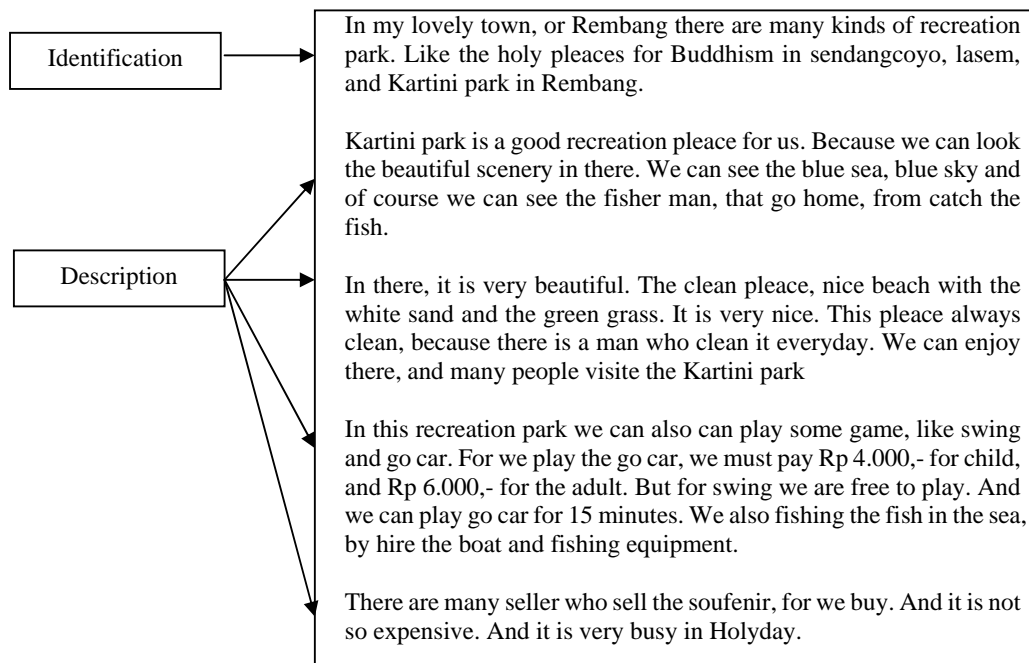 Identification
In my lovely town, or Rembang there are many kinds of recreation
park. Like the holy pleaces for Buddhism in sendangcoyo, lasem,
and Kartini park in Rembang.
Kartini park is a good recreation pleace for us. Because we can look
the beautiful scenery in there. We can see the blue sea, blue sky and
of course we can see the fisher man, that go home, from catch the
fish.
Description
In there, it is very beautiful. The clean pleace, nice beach with the
white sand and the green grass. It is very nice. This pleace always
clean, because there is a man who clean it everyday. We can enjoy
there, and many people visite the Kartini park
In this recreation park we can also can play some game, like swing
and go car. For we play the go car, we must pay Rp 4.000,- for child,
and Rp 6.000,- for the adult. But for swing we are free to play. And
we can play go car for 15 minutes. We also fishing the fish in the sea,
by hire the boat and fishing equipment.
There are many seller who sell the soufenir, for we buy. And it is not
so expensive. And it is very busy in Holyday.